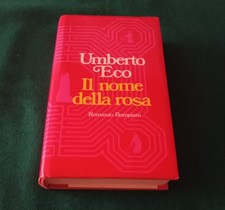 Umberto
Eco
Il nome
della rosa
Romanzo Bompiani